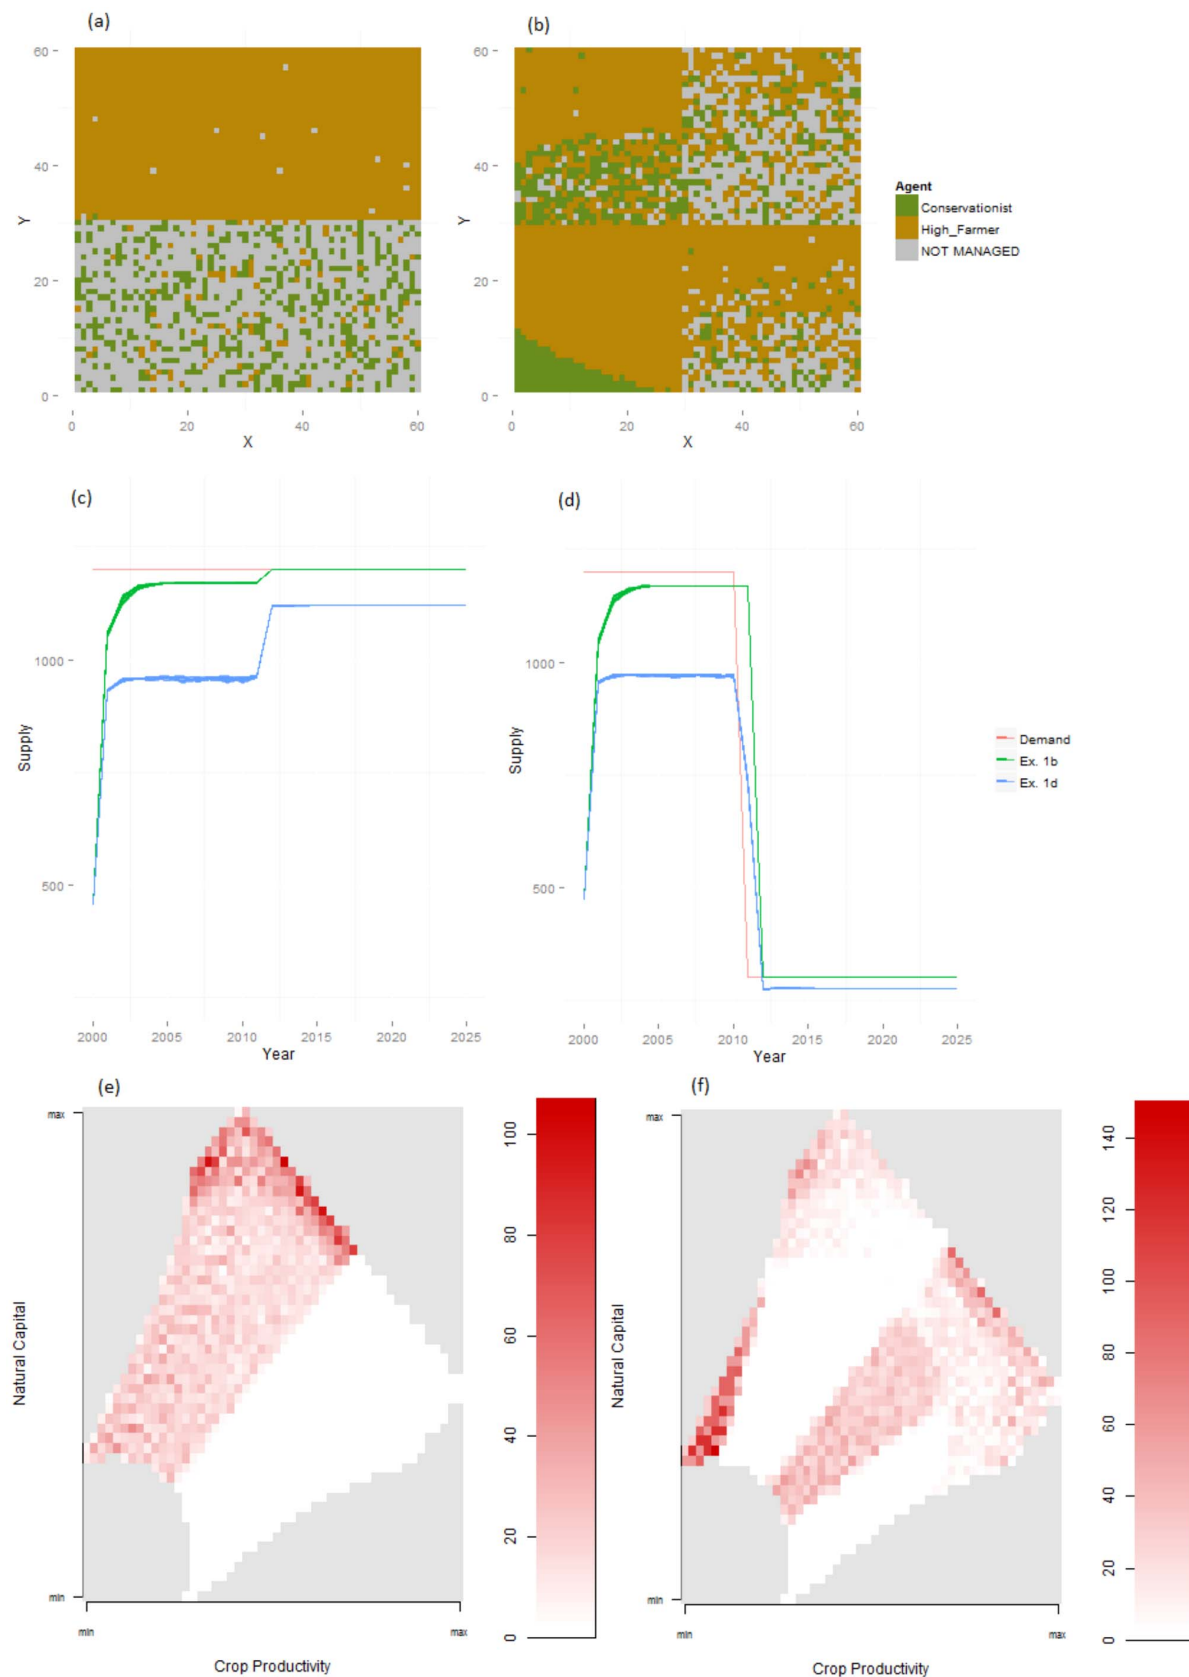 (a)
(b)
60
40
20
0
Y
0
20
40
60
X
60
40
20
0
Y
0
20
40
60
X
Agent
Conservationist
High_Farmer
NOT MANAGED
(c)
(d)
1000
500
Supply
2000
2005
2010
2015
2020
2025
Year
1000
500
Supply
2000
2005
2010
2015
2020
2025
Year
Demand
Ex. 1b
Ex. 1d
(e)
(f)
max
min
Natural Capital
min
max
Crop Productivity
100
80
60
40
20
0
max
min
Natural Capital
min
max
Crop Productivity
140
120
100
80
60
40
20
0